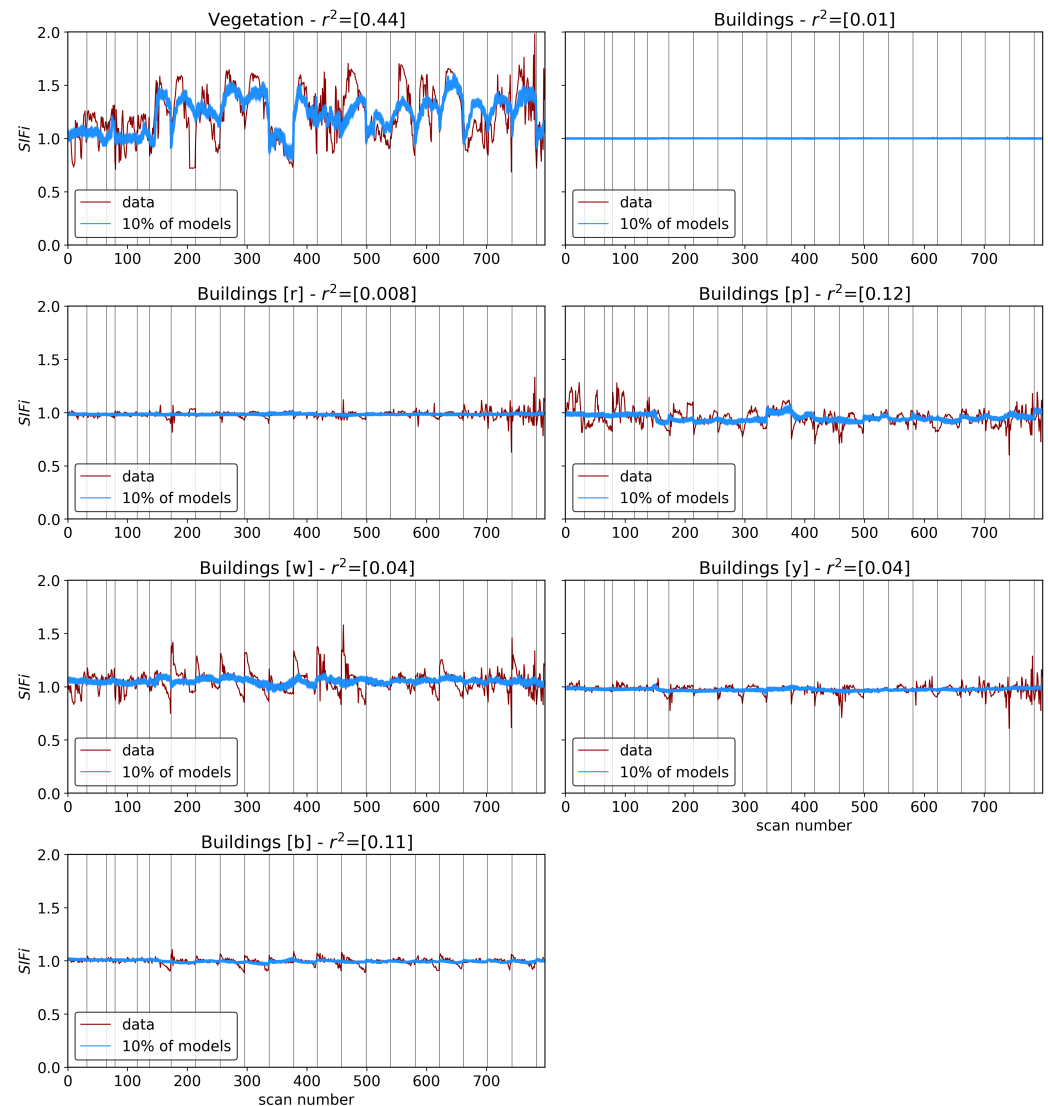 Vegetation - r²=[0.44]
2.0
1.5
1.0
0.5
0.0
SIFi
data
10% of models
0 100 200 300 400 500 600 700
Buildings - r²=[0.01]
data
10% of models
0 100 200 300 400 500 600 700
Buildings [r] - r²=[0.008]
2.0
1.5
1.0
0.5
0.0
SIFi
data
10% of models
0 100 200 300 400 500 600 700
Buildings [p] - r²=[0.12]
data
10% of models
0 100 200 300 400 500 600 700
Buildings [w] - r²=[0.04]
2.0
1.5
1.0
0.5
0.0
SIFi
data
10% of models
0 100 200 300 400 500 600 700
Buildings [y] - r²=[0.04]
data
10% of models
0 100 200 300 400 500 600 700
scan number
Buildings [b] - r²=[0.11]
2.0
1.5
1.0
0.5
0.0
SIFi
data
10% of models
0 100 200 300 400 500 600 700
scan number